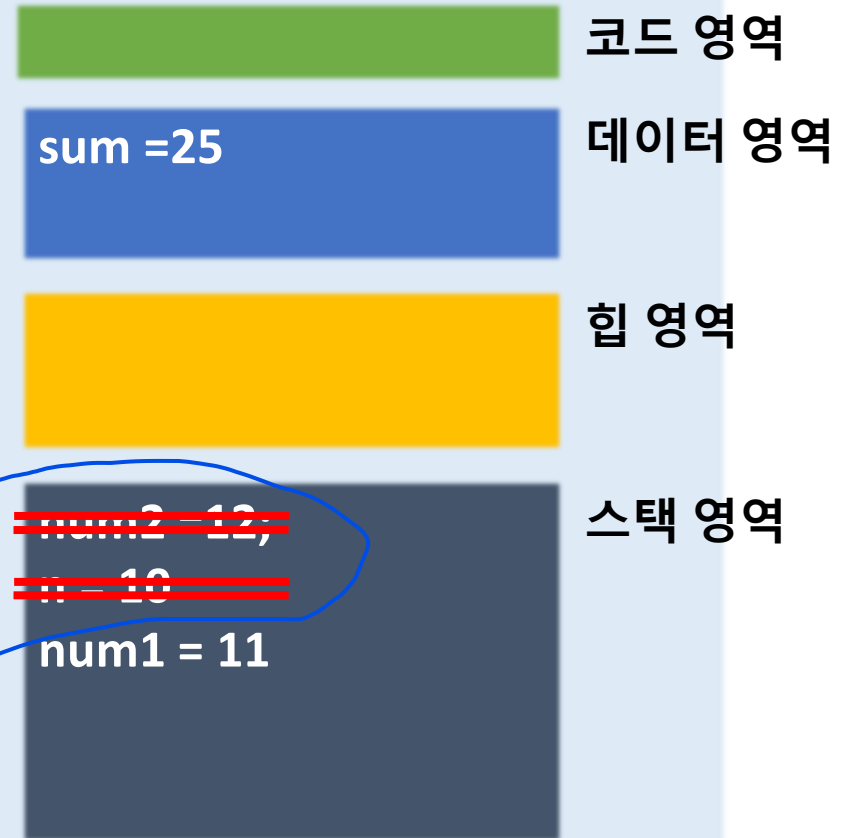 코드 영역
sum =25
데이터 영역
힙 영역
num2 =12;
n = 10
스택 영역
num1 = 11